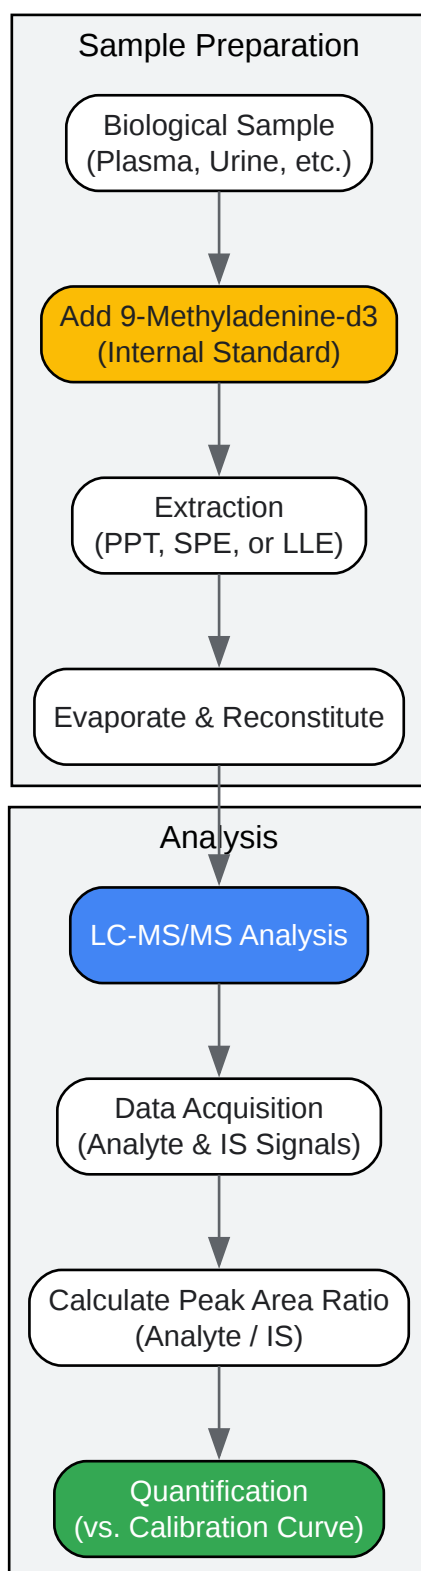 Sample Preparation
Biological Sample
(Plasma, Urine, etc.)
Add 9-Methyladenine-d3
(Internal Standard)
Extraction
(PPT, SPE, or LLE)
Evaporate & Reconstitute
Analysis
LC-MS/MS Analysis
Data Acquisition
(Analyte & IS Signals)
Calculate Peak Area Ratio
(Analyte / IS)
Quantification
(vs. Calibration Curve)